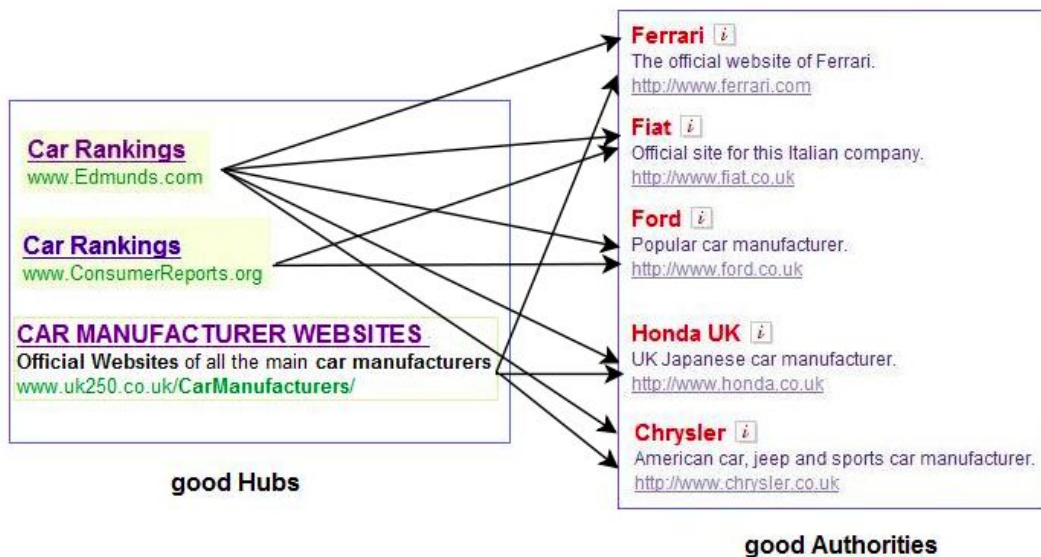 Car Rankings
www.Edmunds.com
Car Rankings
www.ConsumerReports.org
CAR MANUFACTURER WEBSITES
Official Websites of all the main car manufacturers
www.uk250.co.uk/CarManufacturers/
good Hubs
Ferrari i
The official website of Ferrari.
http://www.ferrari.com
Fiat i
Official site for this Italian company.
http://www.fiat.co.uk
Ford i
Popular car manufacturer.
http://www.ford.co.uk
Honda UK i
UK Japanese car manufacturer.
http://www.honda.co.uk
Chrysler i
American car, jeep and sports car manufacturer.
http://www.chrysler.co.uk
good Authorities